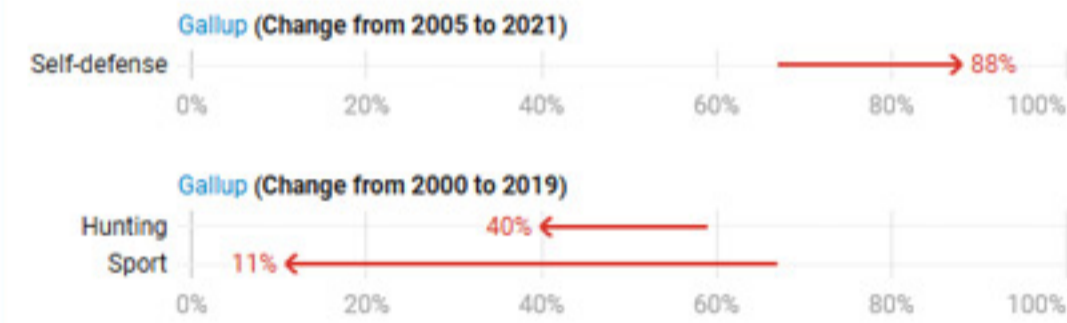 Gallup (Change from 2005 to 2021)
Self-defense 88%
0% 20% 40% 60% 80% 100%
Gallup (Change from 2000 to 2019)
Hunting 40%
Sport 11%
0% 20% 40% 60% 80% 100%